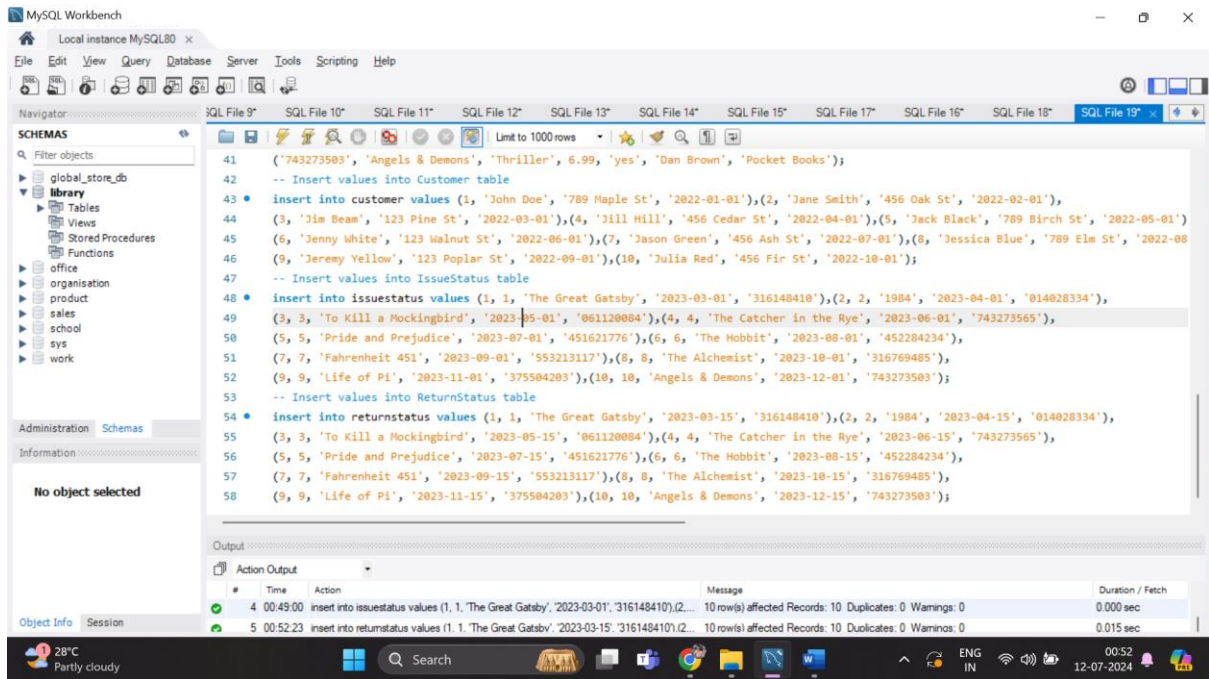 MySQL Workbench
Local instance MySQL80
File Edit View Query Database Server Tools Scripting Help
Navigator
SQL File 9* SQL File 10* SQL File 11* SQL File 12* SQL File 13* SQL File 14* SQL File 15* SQL File 17* SQL File 16* SQL File 18* SQL File 19*
SCHEMAS
Limit to 1000 rows
Filter objects
global_store_db
library
Tables
Views
Stored Procedures
Functions
office
organisation
product
sales
school
sys
work
Administration Schemas
Information
No object selected
Object Info Session
41 ('743273503', 'Angels & Demons', 'Thriller', 6.99, 'yes', 'Dan Brown', 'Pocket Books');
42 -- Insert values into Customer table
43 insert into customer values (1, 'John Doe', '789 Maple St', '2022-01-01'),(2, 'Jane Smith', '456 Oak St', '2022-02-01'),
44 (3, 'Jim Beam', '123 Pine St', '2022-03-01'),(4, 'Jill Hill', '456 Cedar St', '2022-04-01'),(5, 'Jack Black', '789 Birch St', '2022-05-01')
45 (6, 'Jenny White', '123 Walnut St', '2022-06-01'),(7, 'Jason Green', '456 Ash St', '2022-07-01'),(8, 'Jessica Blue', '789 Elm St', '2022-08
46 (9, 'Jeremy Yellow', '123 Poplar St', '2022-09-01'),(10, 'Julia Red', '456 Fir St', '2022-10-01');
47 -- Insert values into IssueStatus table
48 insert into issuestatus values (1, 1, 'The Great Gatsby', '2023-03-01', '316148410'),(2, 2, '1984', '2023-04-01', '014028334'),
49 (3, 3, 'To Kill a Mockingbird', '2023-05-01', '061120084'),(4, 4, 'The Catcher in the Rye', '2023-06-01', '743273565'),
50 (5, 5, 'Pride and Prejudice', '2023-07-01', '451621776'),(6, 6, 'The Hobbit', '2023-08-01', '452284234'),
51 (7, 7, 'Fahrenheit 451', '2023-09-01', '553213117'),(8, 8, 'The Alchemist', '2023-10-01', '316769485'),
52 (9, 9, 'Life of Pi', '2023-11-01', '375504203'),(10, 10, 'Angels & Demons', '2023-12-01', '743273503');
53 -- Insert values into ReturnStatus table
54 insert into returnstatus values (1, 1, 'The Great Gatsby', '2023-03-15', '316148410'),(2, 2, '1984', '2023-04-15', '014028334'),
55 (3, 3, 'To Kill a Mockingbird', '2023-05-15', '061120084'),(4, 4, 'The Catcher in the Rye', '2023-06-15', '743273565'),
56 (5, 5, 'Pride and Prejudice', '2023-07-15', '451621776'),(6, 6, 'The Hobbit', '2023-08-15', '452284234'),
57 (7, 7, 'Fahrenheit 451', '2023-09-15', '553213117'),(8, 8, 'The Alchemist', '2023-10-15', '316769485'),
58 (9, 9, 'Life of Pi', '2023-11-15', '375504203'),(10, 10, 'Angels & Demons', '2023-12-15', '743273503');
Output
Action Output
# Time Action Message Duration / Fetch
4 00:49:00 insert into issuestatus values (1, 1, 'The Great Gatsby', '2023-03-01', '316148410'),(2,... 10 row(s) affected Records: 10 Duplicates: 0 Warnings: 0 0.000 sec
5 00:52:23 insert into returnstatus values (1, 1, 'The Great Gatsby', '2023-03-15', '316148410'),(2,... 10 row(s) affected Records: 10 Duplicates: 0 Warnings: 0 0.015 sec
1 28°C
Partly cloudy
Search
ENG
IN
00:52
12-07-2024
PRE